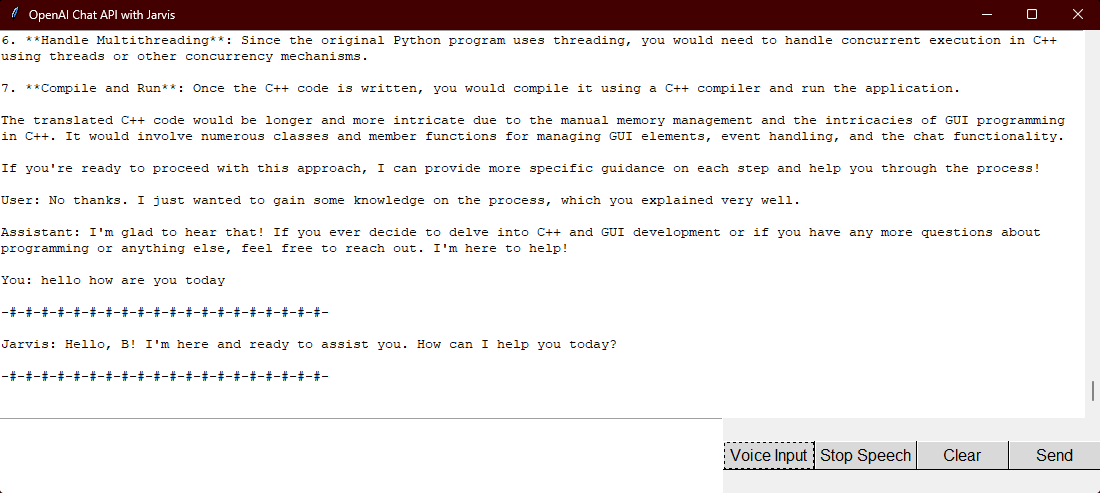 OpenAI Chat API with Jarvis
6. **Handle Multithreading**: Since the original Python program uses threading, you would need to handle concurrent execution in C++
using threads or other concurrency mechanisms.
7. **Compile and Run**: Once the C++ code is written, you would compile it using a C++ compiler and run the application.
The translated C++ code would be longer and more intricate due to the manual memory management and the intricacies of GUI programming
in C++. It would involve numerous classes and member functions for managing GUI elements, event handling, and the chat functionality.
If you're ready to proceed with this approach, I can provide more specific guidance on each step and help you through the process!
User: No thanks. I just wanted to gain some knowledge on the process, which you explained very well.
Assistant: I'm glad to hear that! If you ever decide to delve into C++ and GUI development or if you have any more questions about
programming or anything else, feel free to reach out. I'm here to help!
You: hello how are you today
-#-#-#-#-#-#-#-#-#-#-#-#-#-#-#-#-#-#-#-#-
Jarvis: Hello, B! I'm here and ready to assist you. How can I help you today?
-#-#-#-#-#-#-#-#-#-#-#-#-#-#-#-#-#-#-#-#-
Voice Input Stop Speech Clear Send